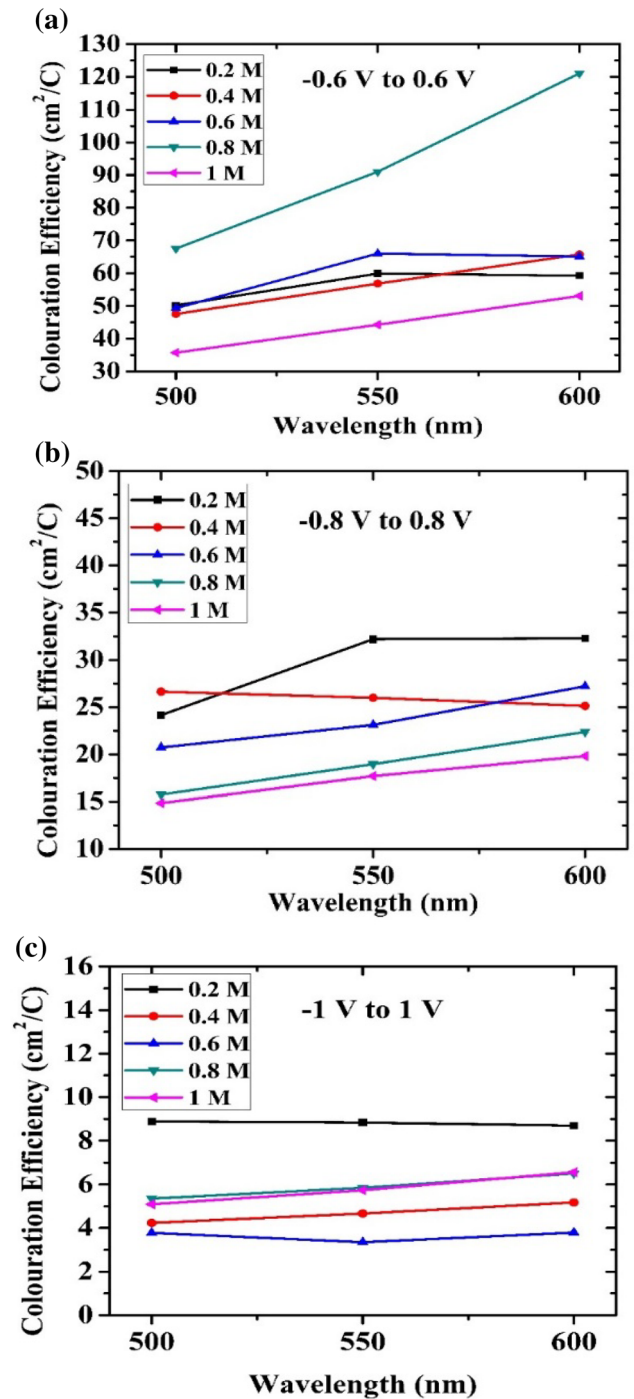 (a)
130
120
110
100
90
80
70
60
50
40
30
0.2 M
0.4 M
0.6 M
0.8 M
1 M
-0.6 V to 0.6 V
Colouration Efficiency (cm²/C)
500
550
600
Wavelength (nm)
(b)
50
45
40
35
30
25
20
15
10
0.2 M
0.4 M
0.6 M
0.8 M
1 M
-0.8 V to 0.8 V
Colouration Efficiency (cm²/C)
500
550
600
Wavelength (nm)
(c)
16
14
12
10
8
6
4
2
0
0.2 M
0.4 M
0.6 M
0.8 M
1 M
-1 V to 1 V
Colouration Efficiency (cm²/C)
500
550
600
Wavelength (nm)